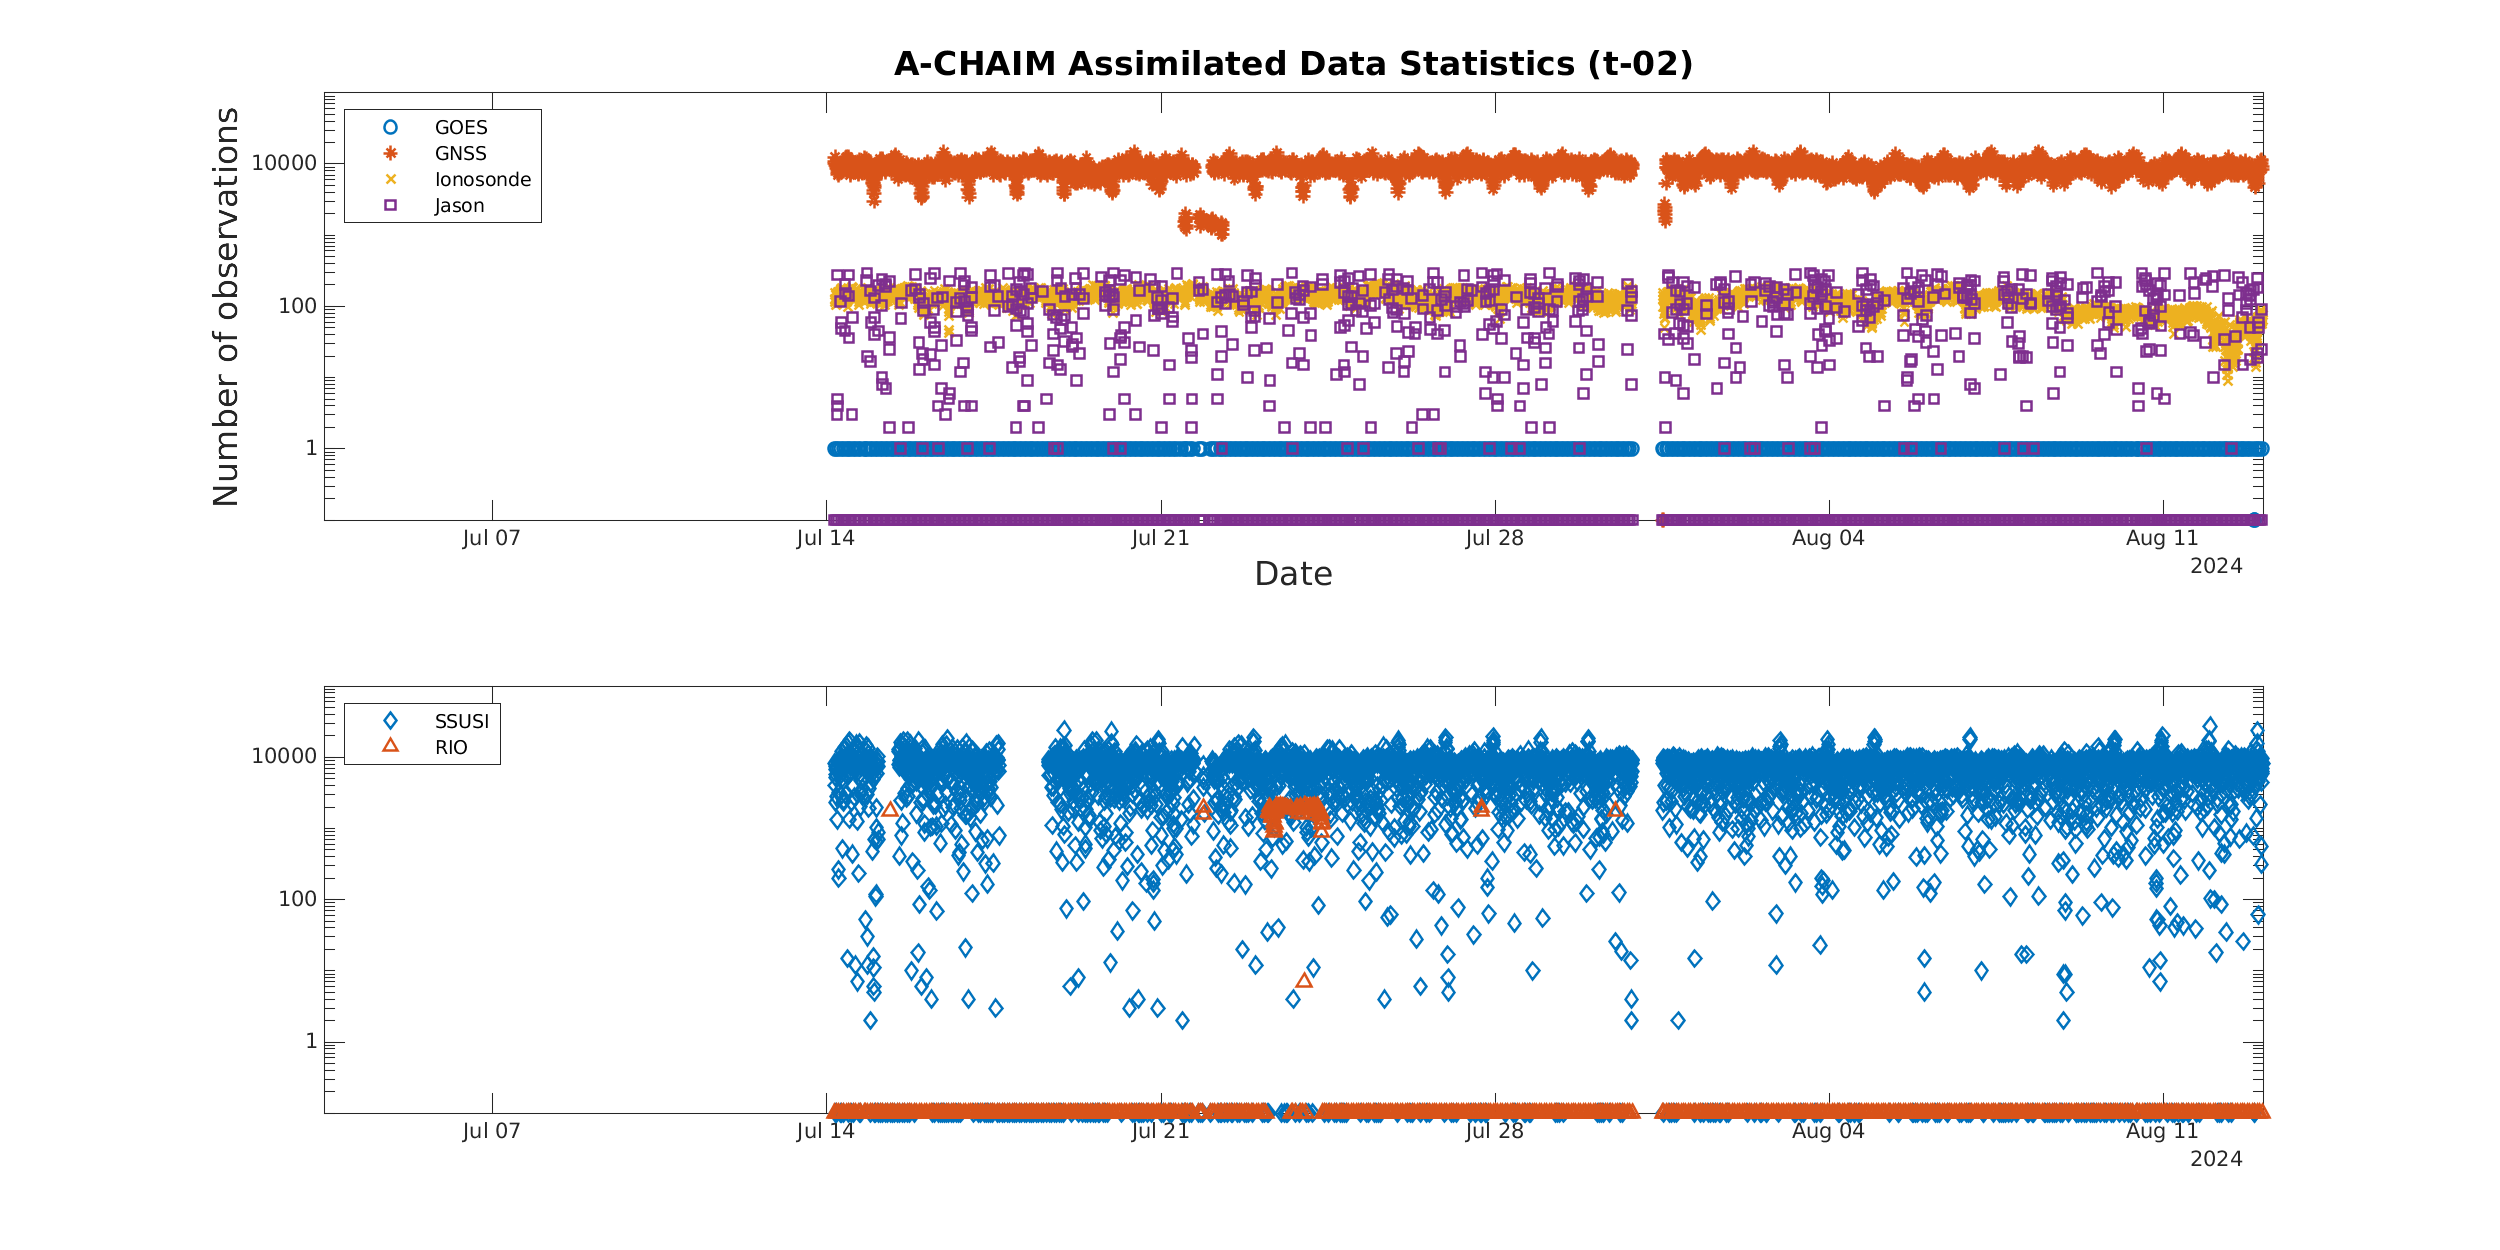 A-CHAIM Assimilated Data Statistics (t-02)
Number of observations
10000
100
1
GOES
GNSS
Ionosonde
Jason
Jul 07
Jul 14
Jul 21
Jul 28
Aug 04
Aug 11
2024
Date
10000
100
1
SSUSI
RIO
Jul 07
Jul 14
Jul 21
Jul 28
Aug 04
Aug 11
2024